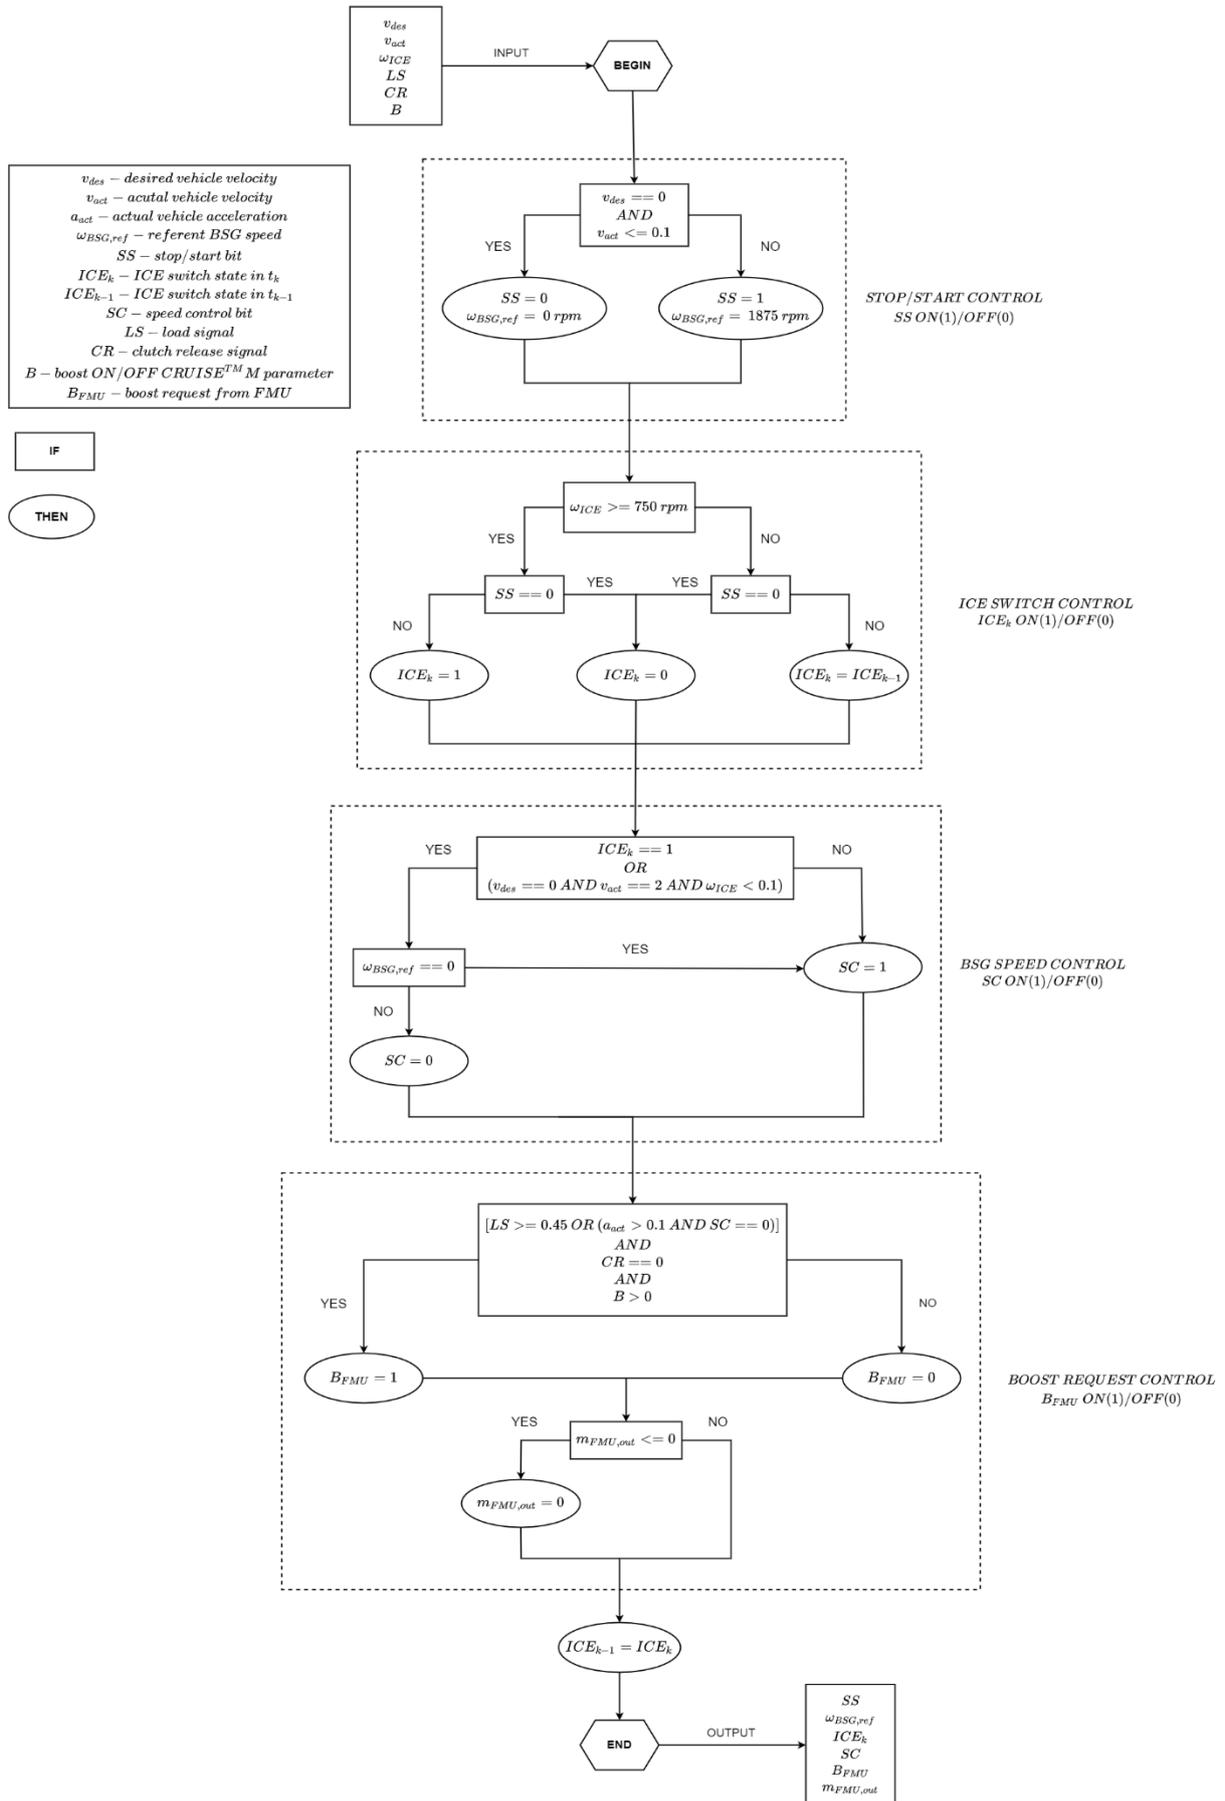 v_des
v_act
ω_ICE
LS
CR
B
INPUT
BEGIN
v_des − desired vehicle velocity
v_act − acutal vehicle velocity
a_act − actual vehicle acceleration
ω_BSG,ref − referent BSG speed
SS − stop/start bit
ICE_k − ICE switch state in t_k
ICE_k−1 − ICE switch state in t_k−1
SC − speed control bit
LS − load signal
CR − clutch release signal
B − boost ON/OFF CRUISE^TM M parameter
B_FMU − boost request from FMU
IF
THEN
v_des == 0
AND
v_act <= 0.1
YES
NO
SS = 0
ω_BSG,ref = 0 rpm
SS = 1
ω_BSG,ref = 1875 rpm
STOP/START CONTROL
SS ON(1)/OFF(0)
ω_ICE >= 750 rpm
YES
NO
SS == 0
YES
YES
SS == 0
NO
NO
ICE_k = 1
ICE_k = 0
ICE_k = ICE_k−1
ICE SWITCH CONTROL
ICE_k ON(1)/OFF(0)
ICE_k == 1
OR
(v_des == 0 AND v_act == 2 AND ω_ICE < 0.1)
YES
NO
ω_BSG,ref == 0
YES
SC = 1
NO
SC = 0
BSG SPEED CONTROL
SC ON(1)/OFF(0)
[LS >= 0.45 OR (a_act > 0.1 AND SC == 0)]
AND
CR == 0
AND
B > 0
YES
NO
B_FMU = 1
B_FMU = 0
BOOST REQUEST CONTROL
B_FMU ON(1)/OFF(0)
YES
NO
m_FMU,out <= 0
m_FMU,out = 0
ICE_k−1 = ICE_k
END
OUTPUT
SS
ω_BSG,ref
ICE_k
SC
B_FMU
m_FMU,out